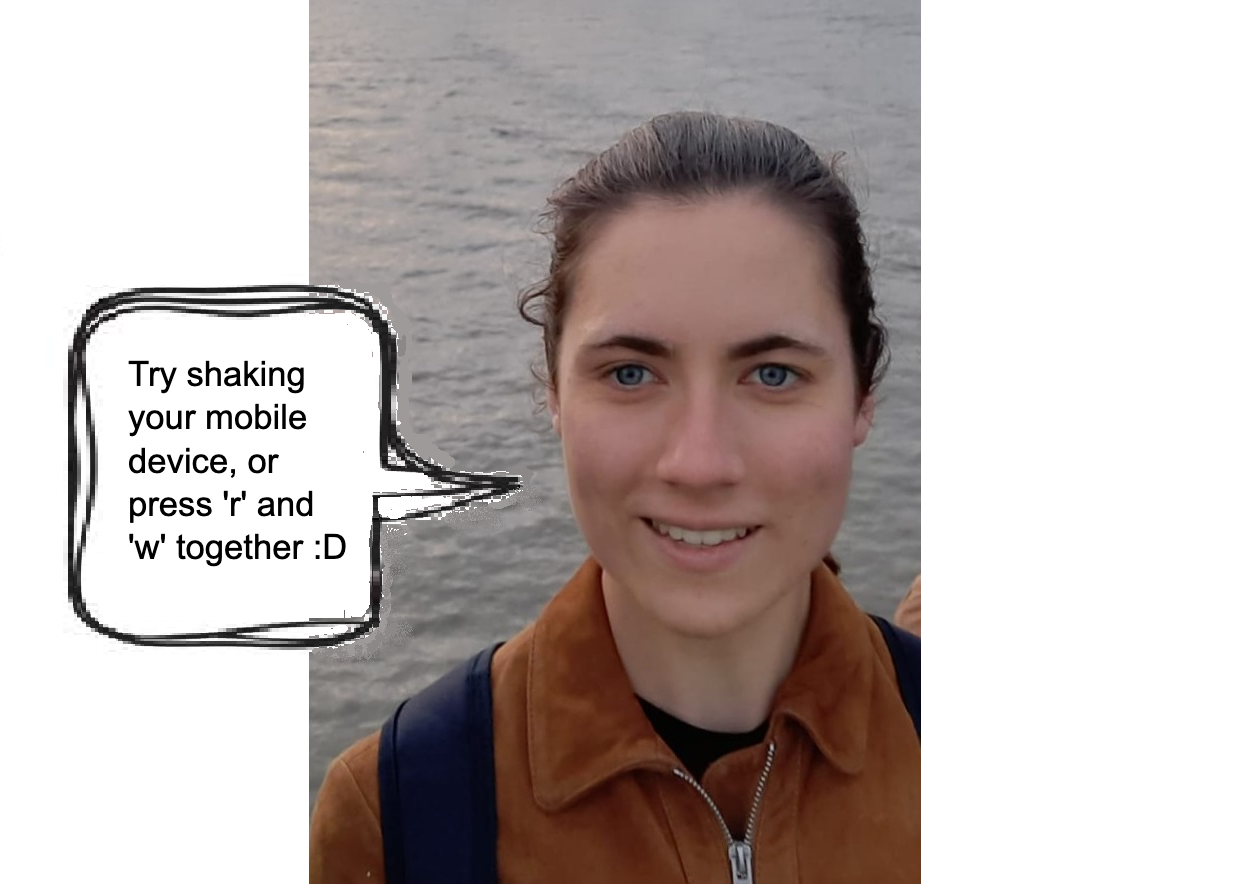 Try shaking
your mobile
device, or
press 'r' and
'w' together :D